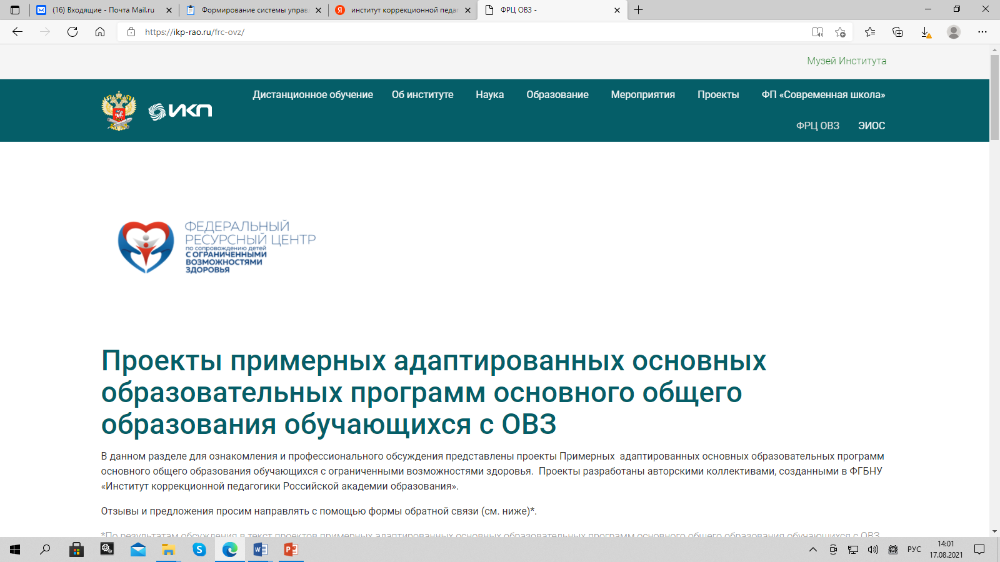 (16) Входящие - Почта Mail.ru
Формирование системы управ
институт коррекционной педаг
ФРЦ ОВЗ -
https://ikp-rao.ru/frc-ovz/
Музей Института
ИКП
Дистанционное обучение Об институте Наука Образование Мероприятия Проекты ФП «Современная школа»
ФРЦ ОВЗ ЭИОС
ФЕДЕРАЛЬНЫЙ
РЕСУРСНЫЙ ЦЕНТР
по сопровождению детей
С ОГРАНИЧЕННЫМИ
ВОЗМОЖНОСТЯМИ
ЗДОРОВЬЯ
Проекты примерных адаптированных основных
образовательных программ основного общего
образования обучающихся с ОВЗ
В данном разделе для ознакомления и профессионального обсуждения представлены проекты Примерных адаптированных основных образовательных программ
основного общего образования обучающихся с ограниченными возможностями здоровья. Проекты разработаны авторскими коллективами, созданными в ФГБНУ
«Институт коррекционной педагогики Российской академии образования».
Отзывы и предложения просим направлять с помощью формы обратной связи (см. ниже)*.
*По результатам обсуждения в текст проектов примерных адаптированных основных образовательных программ основного общего образования обучающихся с ОВЗ
РУС
14:01
17.08.2021